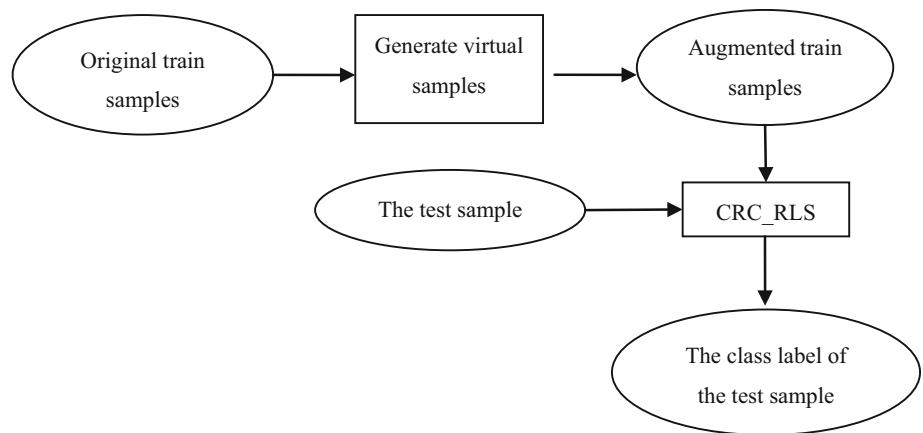 Original train
samples
Generate virtual
samples
Augmented train
samples
The test sample
CRC_RLS
The class label of
the test sample